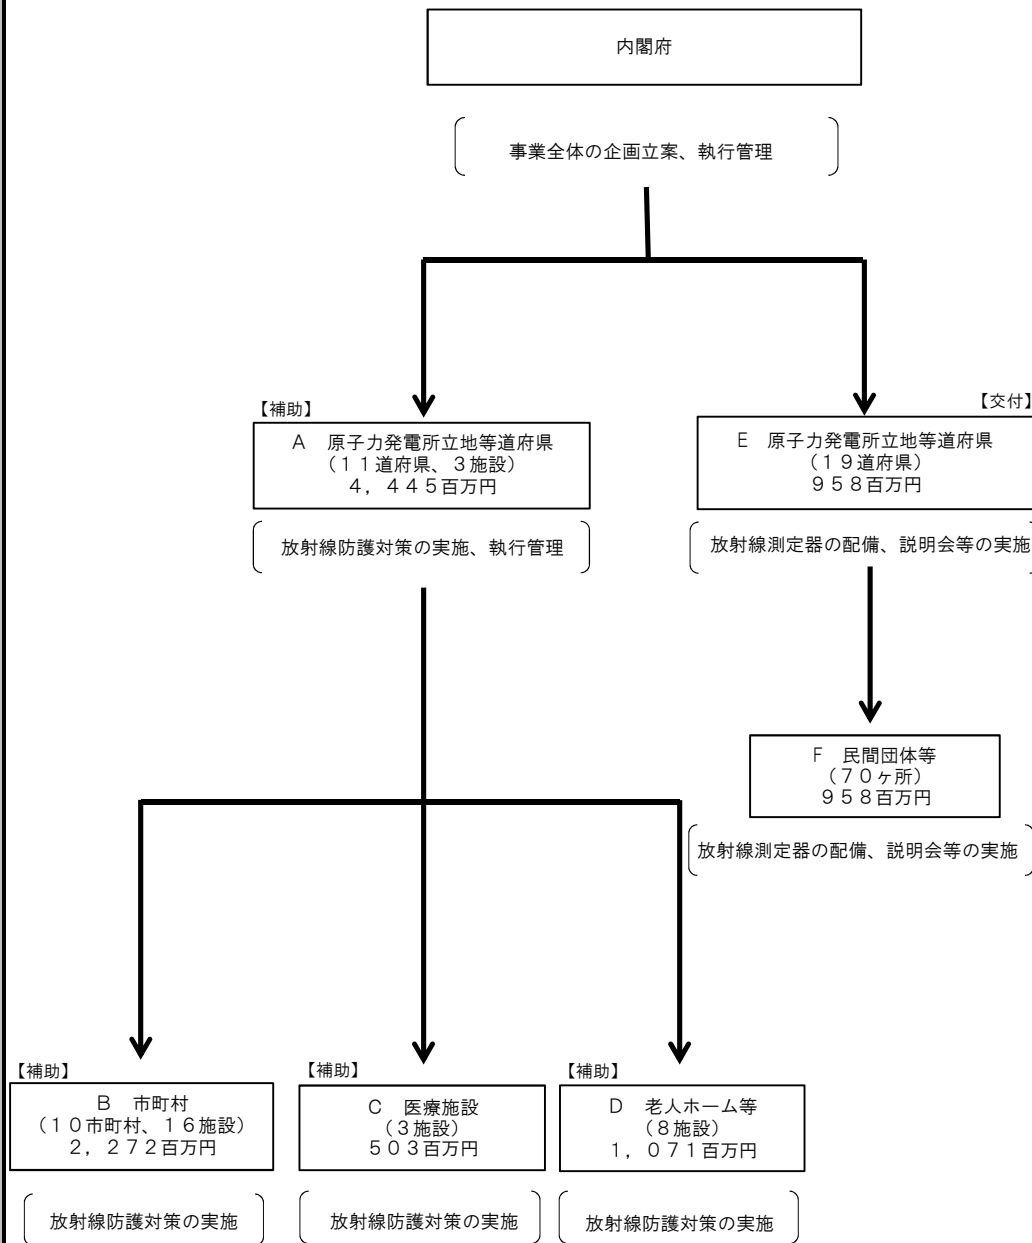 内閣府
事業全体の企画立案、執行管理
【補助】
A　原子力発電所立地等道府県
（１１道府県、３施設）
４，４４５百万円
放射線防護対策の実施、執行管理
【交付】
E　原子力発電所立地等道府県
（１９道府県）
９５８百万円
放射線測定器の配備、説明会等の実施
F　民間団体等
（７０ヶ所）
９５８百万円
放射線測定器の配備、説明会等の実施
【補助】
B　市町村
（１０市町村、１６施設）
２，２７２百万円
放射線防護対策の実施
【補助】
C　医療施設
（３施設）
５０３百万円
放射線防護対策の実施
【補助】
D　老人ホーム等
（８施設）
１，０７１百万円
放射線防護対策の実施